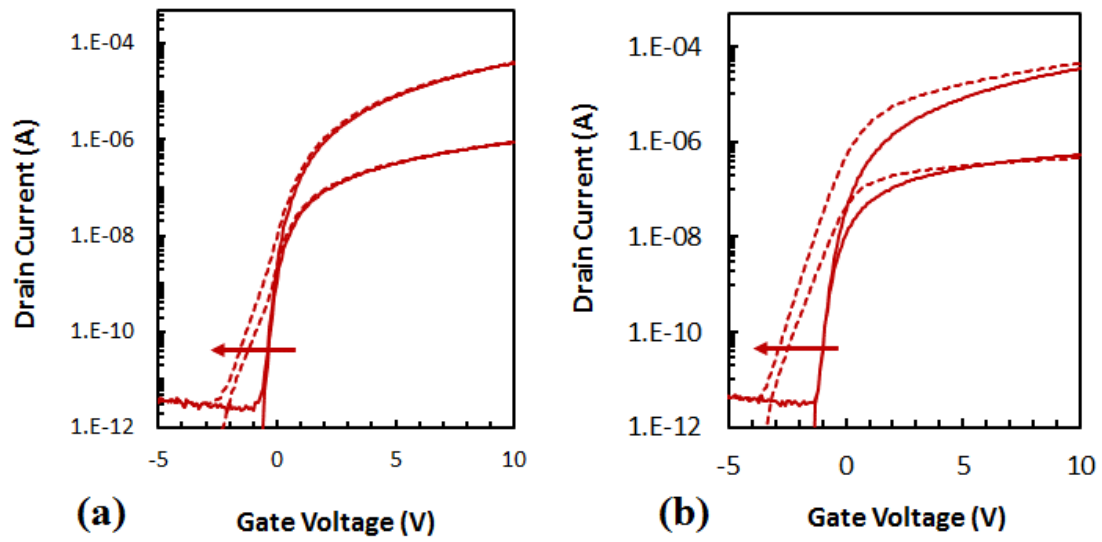 1.E-04
1.E-06
1.E-08
1.E-10
1.E-12
Drain Current (A)
-5 0 5 10
(a) Gate Voltage (V)
1.E-04
1.E-06
1.E-08
1.E-10
1.E-12
Drain Current (A)
-5 0 5 10
(b) Gate Voltage (V)